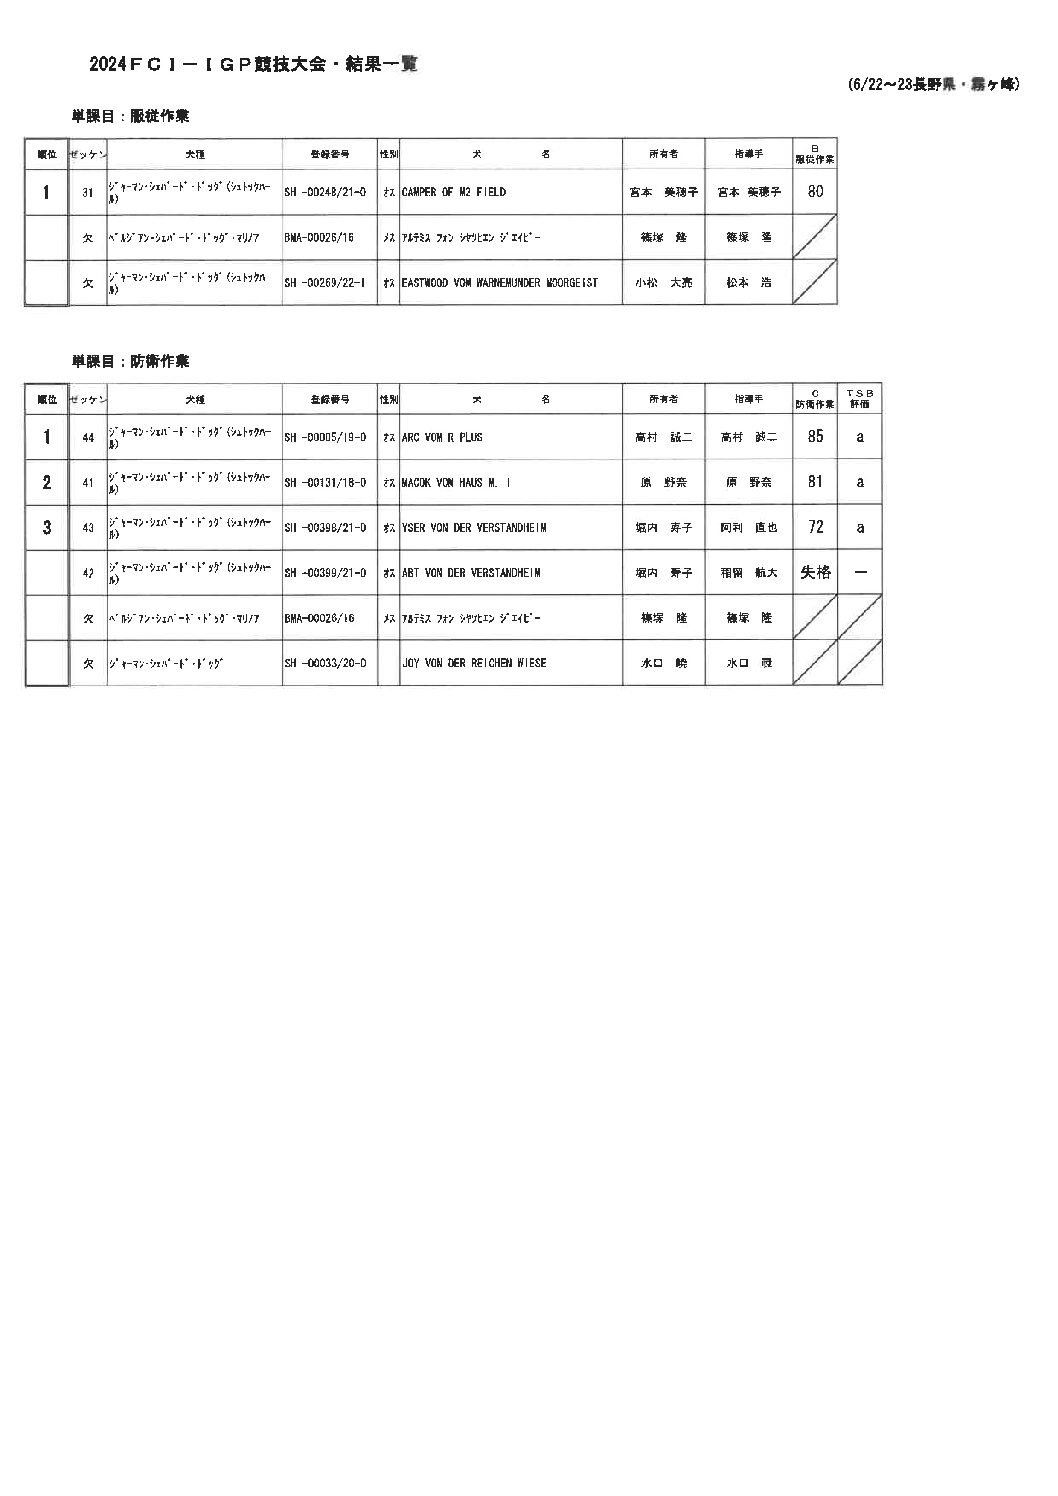 2024ＦＣＩ－ＩＧＰ競技大会・結果一覧
(6/22～23長野県・霧ヶ峰)
単課目：服従作業
順位 ゼッケン 犬種 登録番号 性別 犬 名 所有者 指導手 Ｂ 服従作業
1 31 ｼﾞｬｰﾏﾝ･ｼｪﾊﾟｰﾄﾞ･ﾄﾞｯｸﾞ(ｼｭﾄｯｸﾊｰﾙ) SH -00248/21-0 ｵｽ CAMPER OF M2 FIELD 宮本 美穂子 宮本 美穂子 80
欠 ﾍﾞﾙｼﾞｱﾝ･ｼｪﾊﾟｰﾄﾞ･ﾄﾞｯｸﾞ･ﾏﾘﾉｱ BMA-00026/16 ﾒｽ ｱﾙﾃﾐｽ ﾌｫﾝ ｼﾔﾂﾋｴﾝ ｼﾞｴｲﾋﾞｰ 篠塚 隆 篠塚 隆
欠 ｼﾞｬｰﾏﾝ･ｼｪﾊﾟｰﾄﾞ･ﾄﾞｯｸﾞ(ｼｭﾄｯｸﾊｰﾙ) SH -00269/22-1 ｵｽ EASTWOOD VOM WARNEMUNDER MOORGEIST 小松 大亮 松本 浩
単課目：防衛作業
順位 ゼッケン 犬種 登録番号 性別 犬 名 所有者 指導手 Ｃ 防衛作業 ＴＳＢ 評価
1 44 ｼﾞｬｰﾏﾝ･ｼｪﾊﾟｰﾄﾞ･ﾄﾞｯｸﾞ(ｼｭﾄｯｸﾊｰﾙ) SH -00005/19-0 ｵｽ ARC VOM R PLUS 高村 誠二 高村 誠二 85 a
2 41 ｼﾞｬｰﾏﾝ･ｼｪﾊﾟｰﾄﾞ･ﾄﾞｯｸﾞ(ｼｭﾄｯｸﾊｰﾙ) SH -00131/18-0 ｵｽ MACOK VON HAUS M. I 原 野奈 原 野奈 81 a
3 43 ｼﾞｬｰﾏﾝ･ｼｪﾊﾟｰﾄﾞ･ﾄﾞｯｸﾞ(ｼｭﾄｯｸﾊｰﾙ) SH -00398/21-0 ｵｽ YSER VON DER VERSTANDHEIM 堀内 寿子 阿利 直也 72 a
42 ｼﾞｬｰﾏﾝ･ｼｪﾊﾟｰﾄﾞ･ﾄﾞｯｸﾞ(ｼｭﾄｯｸﾊｰﾙ) SH -00399/21-0 ｵｽ ABT VON DER VERSTANDHEIM 堀内 寿子 稲留 航大 失格 －
欠 ﾍﾞﾙｼﾞｱﾝ･ｼｪﾊﾟｰﾄﾞ･ﾄﾞｯｸﾞ･ﾏﾘﾉｱ BMA-00026/16 ﾒｽ ｱﾙﾃﾐｽ ﾌｫﾝ ｼﾔﾂﾋｴﾝ ｼﾞｴｲﾋﾞｰ 篠塚 隆 篠塚 隆
欠 ｼﾞｬｰﾏﾝ･ｼｪﾊﾟｰﾄﾞ･ﾄﾞｯｸﾞ SH -00033/20-0 JOY VON DER REICHEN WIESE 水口 水口